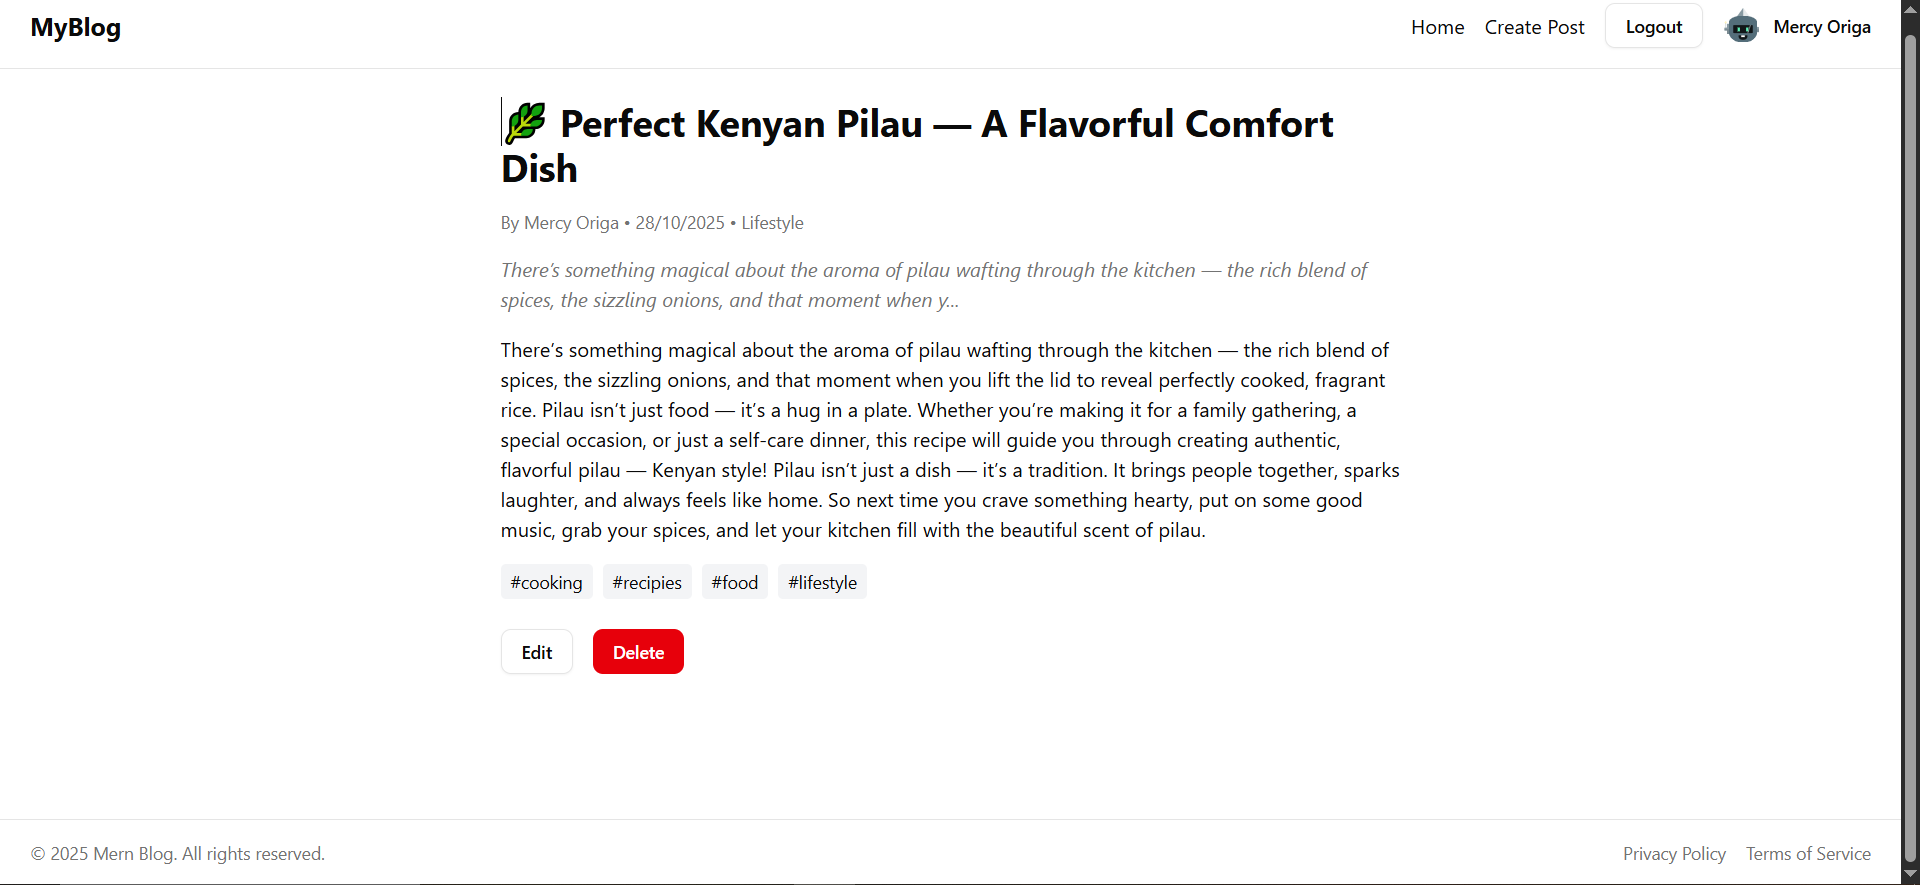 MyBlog
Home Create Post Logout Mercy Origa
🌿 Perfect Kenyan Pilau — A Flavorful Comfort
Dish
By Mercy Origa • 28/10/2025 • Lifestyle
There’s something magical about the aroma of pilau wafting through the kitchen — the rich blend of
spices, the sizzling onions, and that moment when y...
There’s something magical about the aroma of pilau wafting through the kitchen — the rich blend of
spices, the sizzling onions, and that moment when you lift the lid to reveal perfectly cooked, fragrant
rice. Pilau isn’t just food — it’s a hug in a plate. Whether you’re making it for a family gathering, a
special occasion, or just a self-care dinner, this recipe will guide you through creating authentic,
flavorful pilau — Kenyan style! Pilau isn’t just a dish — it’s a tradition. It brings people together, sparks
laughter, and always feels like home. So next time you crave something hearty, put on some good
music, grab your spices, and let your kitchen fill with the beautiful scent of pilau.
#cooking #recipies #food #lifestyle
Edit Delete
© 2025 Mern Blog. All rights reserved. Privacy Policy Terms of Service